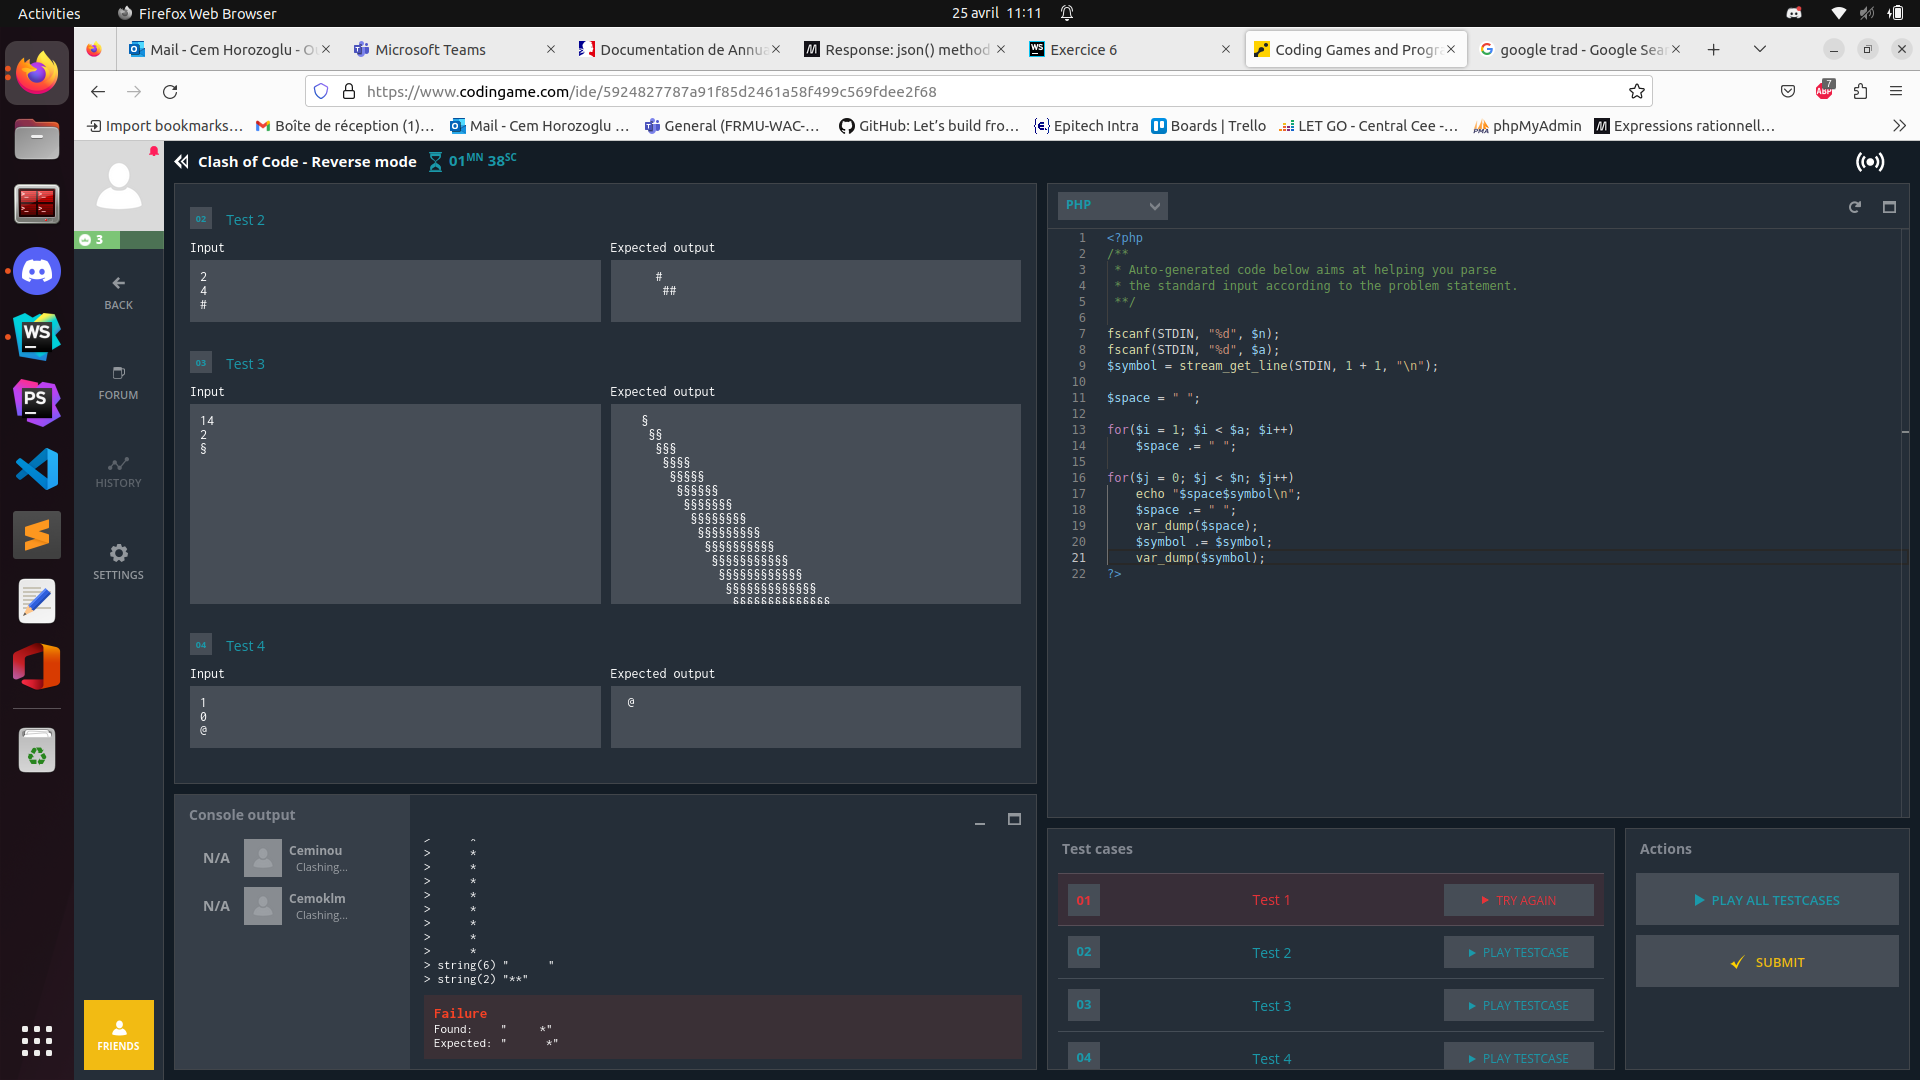 Activities
Firefox Web Browser
25 avril 11:11
Mail - Cem Horozoglu - O
Microsoft Teams
Documentation de Annua
Response: json() method
Exercice 6
Coding Games and Progra
google trad - Google Sear
https://www.codingame.com/ide/5924827787a91f85d2461a58f499c569fdee2f68
7
ABP
Import bookmarks...
Boîte de réception (1)...
Mail - Cem Horozoglu ...
General (FRMU-WAC-...
GitHub: Let's build fro...
Epitech Intra
Boards | Trello
LET GO - Central Cee -...
phpMyAdmin
Expressions rationnell...
Clash of Code - Reverse mode
01MN 38SC
3
BACK
FORUM
HISTORY
SETTINGS
FRIENDS
02 Test 2
Input
Expected output
2
4
#
#
##
03 Test 3
Input
Expected output
14
2
§
§
§§
§§§
§§§§
§§§§§
§§§§§§
§§§§§§§
§§§§§§§§
§§§§§§§§§
§§§§§§§§§§
§§§§§§§§§§§
§§§§§§§§§§§§
§§§§§§§§§§§§§
§§§§§§§§§§§§§§
04 Test 4
Input
Expected output
1
0
@
@
Console output
N/A
Ceminou
Clashing...
N/A
Cemoklm
Clashing...
> *
> *
> *
> *
> *
> *
> *
> *
> string(6) "      "
> string(2) "**"
Failure
Found:    "     *"
Expected: "      *"
PHP
1 <?php
2 /**
3  * Auto-generated code below aims at helping you parse
4  * the standard input according to the problem statement.
5  **/
6
7 fscanf(STDIN, "%d", $n);
8 fscanf(STDIN, "%d", $a);
9 $symbol = stream_get_line(STDIN, 1 + 1, "\n");
10
11 $space = " ";
12
13 for($i = 1; $i < $a; $i++)
14     $space .= " ";
15
16 for($j = 0; $j < $n; $j++)
17     echo "$space$symbol\n";
18     $space .= " ";
19     var_dump($space);
20     $symbol .= $symbol;
21     var_dump($symbol);
22 ?>
Test cases
01 Test 1 TRY AGAIN
02 Test 2 PLAY TESTCASE
03 Test 3 PLAY TESTCASE
04 Test 4 PLAY TESTCASE
Actions
PLAY ALL TESTCASES
SUBMIT
WS
PS